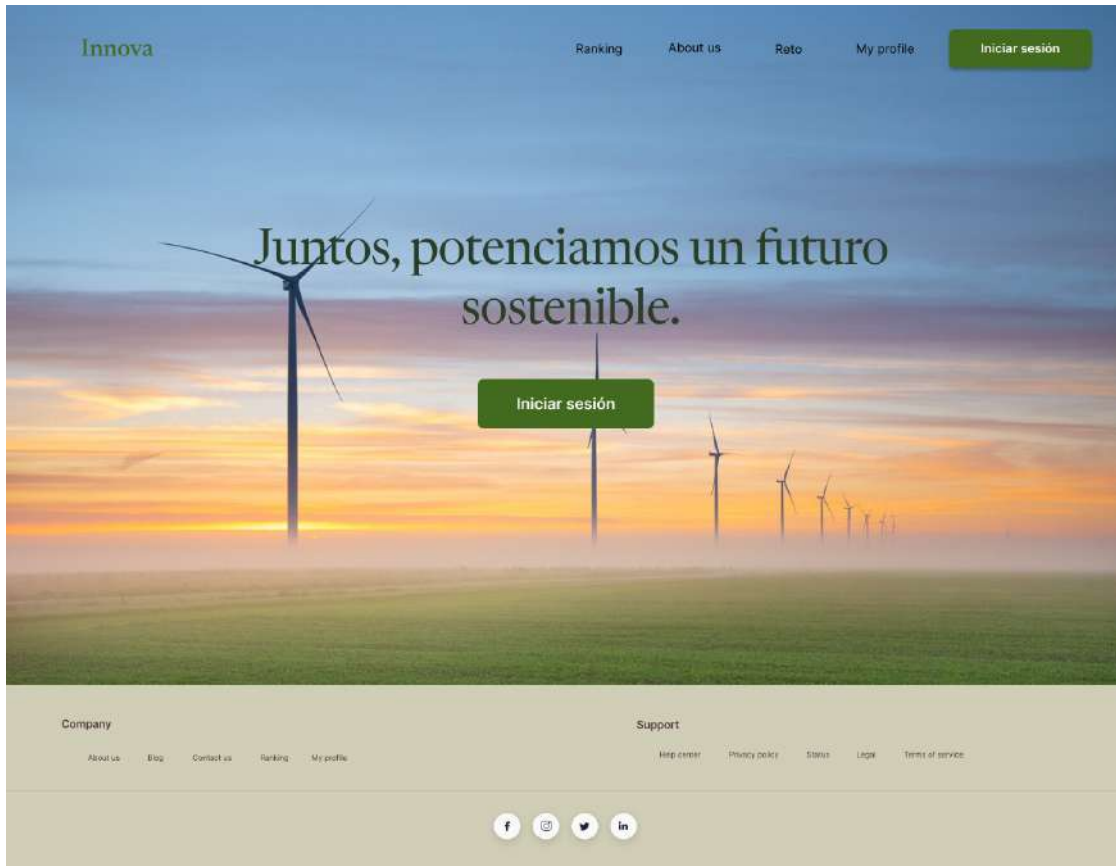 Innova
Ranking About us Reto My profile Iniciar sesión
Juntos, potenciamos un futuro
sostenible.
Iniciar sesión
Company
Support
About us Blog Contact us Ranking My profile
Help center Privacy policy Status Legal Terms of service
f in